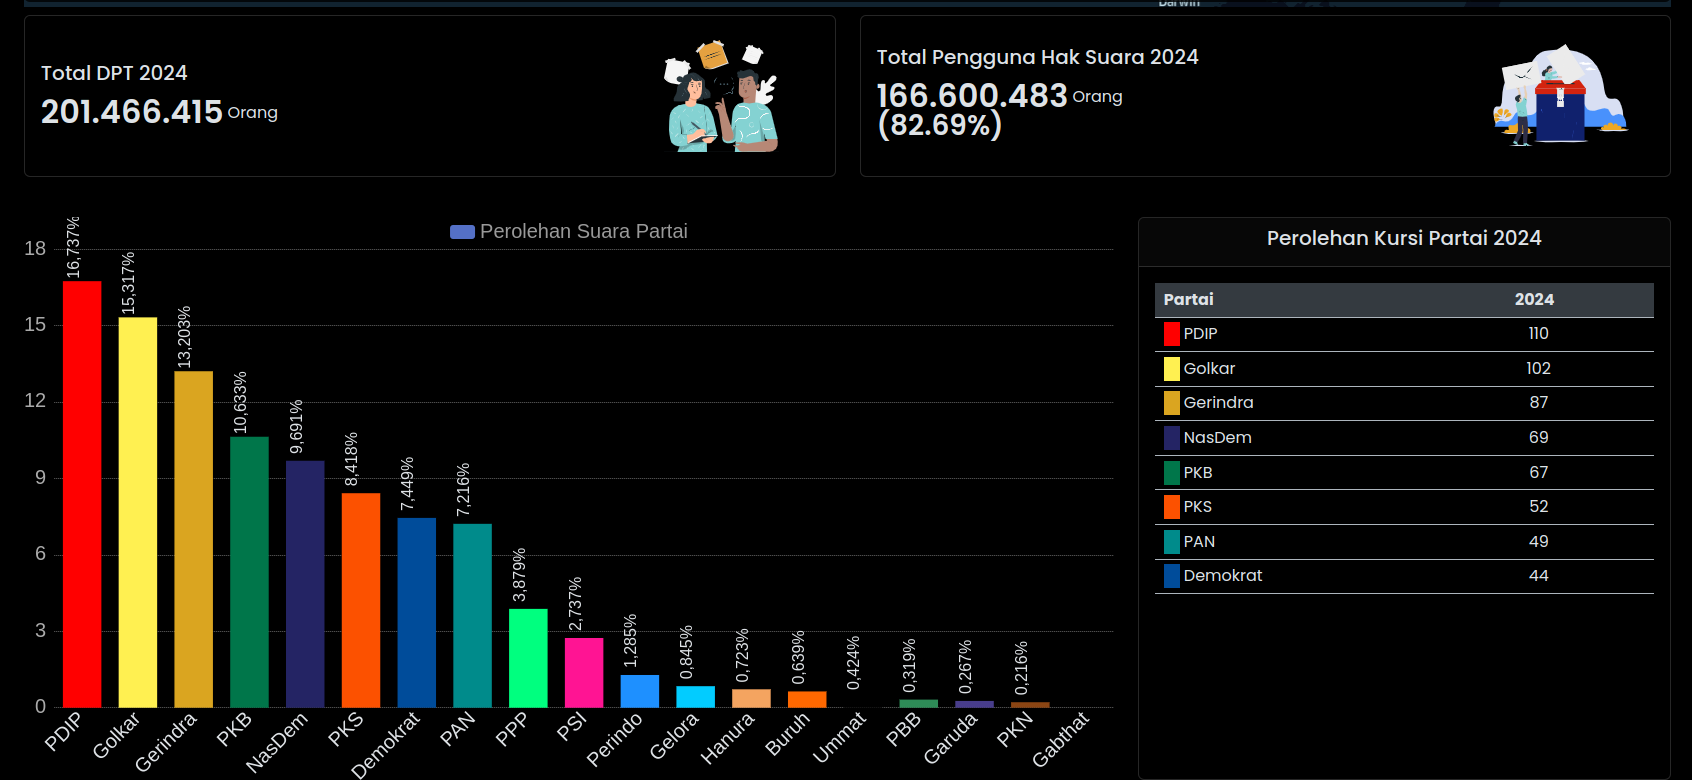 Darwin
Total DPT 2024
201.466.415 Orang
Total Pengguna Hak Suara 2024
166.600.483 Orang
(82.69%)
Perolehan Suara Partai
18
15
12
9
6
3
0
16,737%
15,317%
13,203%
10,633%
9,691%
8,418%
7,449%
7,216%
3,879%
2,737%
1,285%
0,845%
0,723%
0,639%
0,424%
0,319%
0,267%
0,216%
PDIP
Golkar
Gerindra
PKB
NasDem
PKS
Demokrat
PAN
PPP
PSI
Perindo
Gelora
Hanura
Buruh
Ummat
PBB
Garuda
PKN
Gabthat
Perolehan Kursi Partai 2024
Partai 2024
PDIP 110
Golkar 102
Gerindra 87
NasDem 69
PKB 67
PKS 52
PAN 49
Demokrat 44